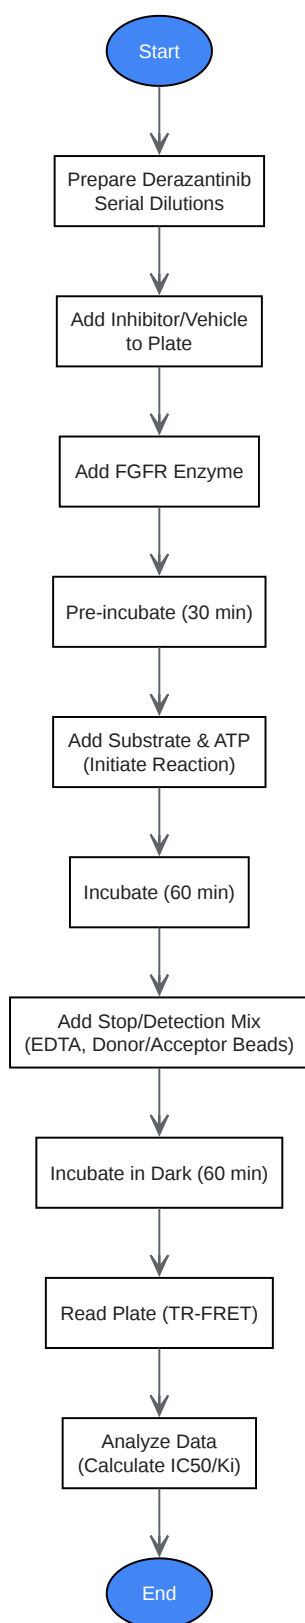 Start
Prepare Derazantinib
Serial Dilutions
Add Inhibitor/Vehicle
to Plate
Add FGFR Enzyme
Pre-incubate (30 min)
Add Substrate & ATP
(Initiate Reaction)
Incubate (60 min)
Add Stop/Detection Mix
(EDTA, Donor/Acceptor Beads)
Incubate in Dark (60 min)
Read Plate (TR-FRET)
Analyze Data
(Calculate IC50/Ki)
End